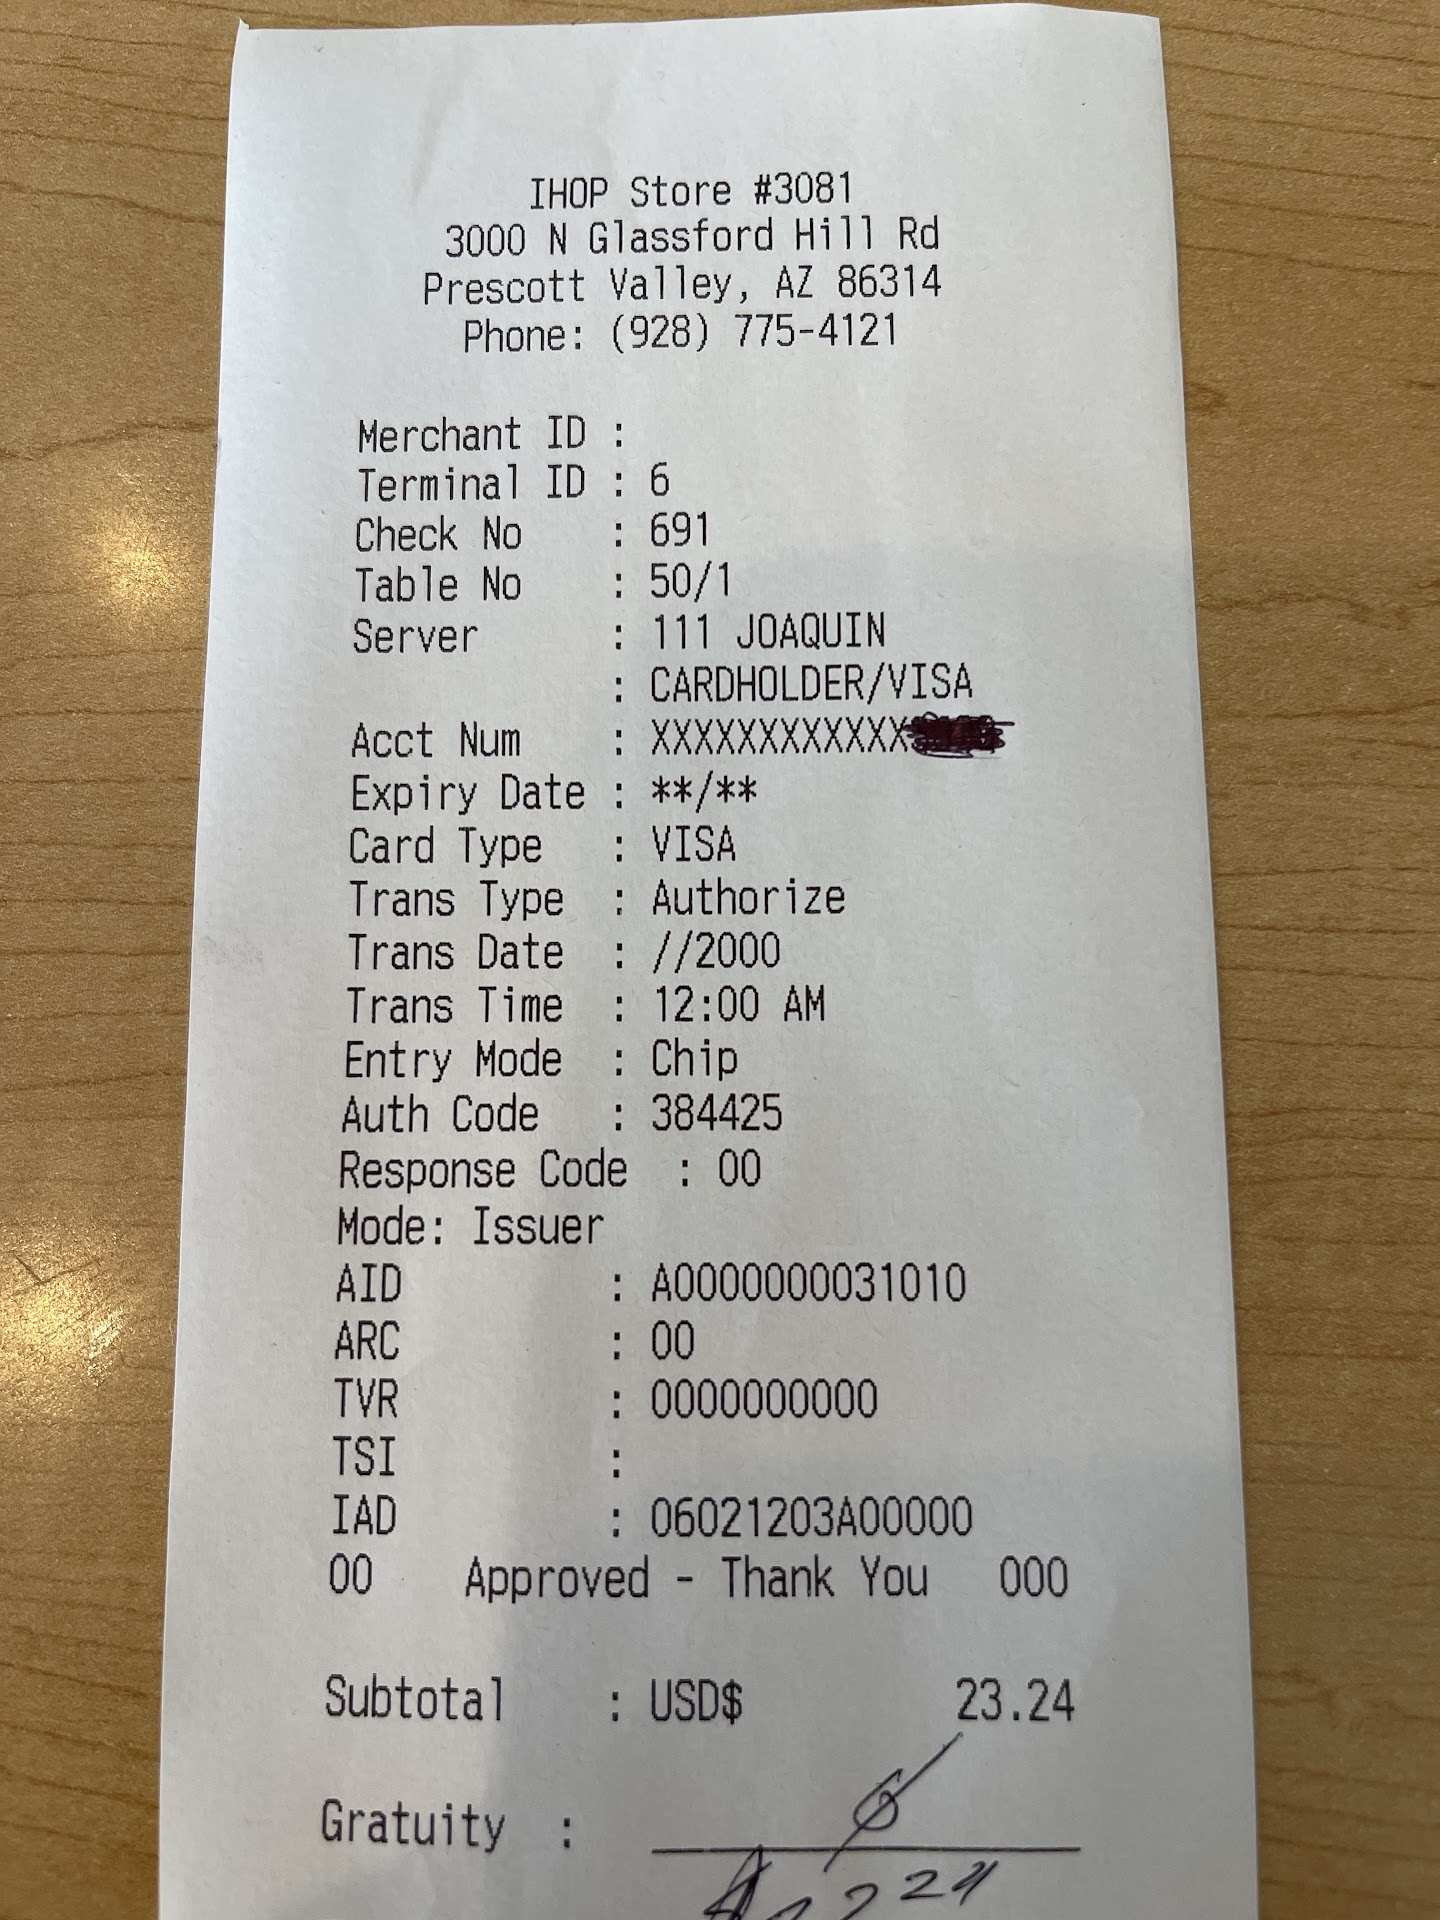 IHOP Store #3081
3000 N Glassford Hill Rd
Prescott Valley, AZ 86314
Phone: (928) 775-4121
Merchant ID :
Terminal ID : 6
Check No : 691
Table No : 50/1
Server : 111 JOAQUIN
: CARDHOLDER/VISA
Acct Num : XXXXXXXXXXXX
Expiry Date : **/**
Card Type : VISA
Trans Type : Authorize
Trans Date : //2000
Trans Time : 12:00 AM
Entry Mode : Chip
Auth Code : 384425
Response Code : 00
Mode: Issuer
AID : A0000000031010
ARC : 00
TVR : 0000000000
TSI :
IAD : 06021203A00000
00 Approved - Thank You 000
Subtotal : USD$ 23.24
Gratuity :